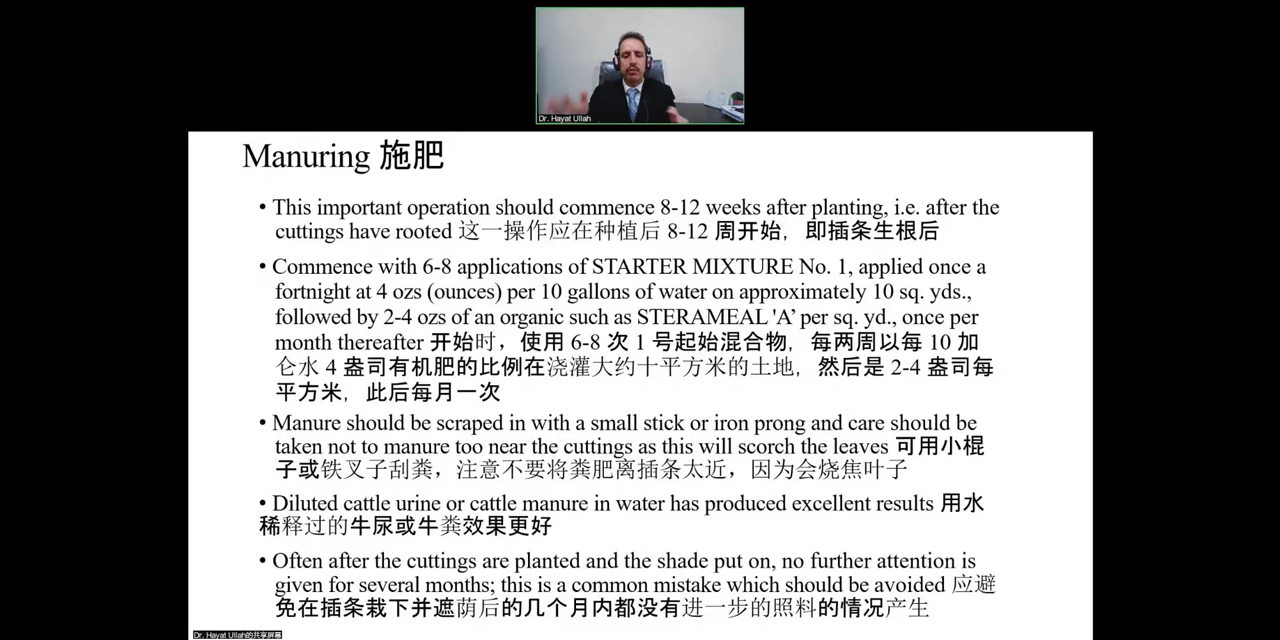 Dr. Hayat Ullah
Manuring 施肥
• This important operation should commence 8-12 weeks after planting, i.e. after the
cuttings have rooted 这一操作应在种植后 8-12 周开始，即插条生根后
• Commence with 6-8 applications of STARTER MIXTURE No. 1, applied once a
fortnight at 4 ozs (ounces) per 10 gallons of water on approximately 10 sq. yds.,
followed by 2-4 ozs of an organic such as STERAMEAL 'A’ per sq. yd., once per
month thereafter 开始时，使用 6-8 次 1 号起始混合物，每两周以每 10 加
仑水 4 盎司有机肥的比例在浇灌大约十平方米的土地，然后是 2-4 盎司每
平方米，此后每月一次
• Manure should be scraped in with a small stick or iron prong and care should be
taken not to manure too near the cuttings as this will scorch the leaves 可用小棍
子或铁叉子刮粪，注意不要将粪肥离插条太近，因为会烧焦叶子
• Diluted cattle urine or cattle manure in water has produced excellent results 用水
稀释过的牛尿或牛粪效果更好
• Often after the cuttings are planted and the shade put on, no further attention is
given for several months; this is a common mistake which should be avoided 应避
免在插条栽下并遮荫后的几个月内都没有进一步的照料的情况产生
Dr. Hayat Ullah的共享屏幕